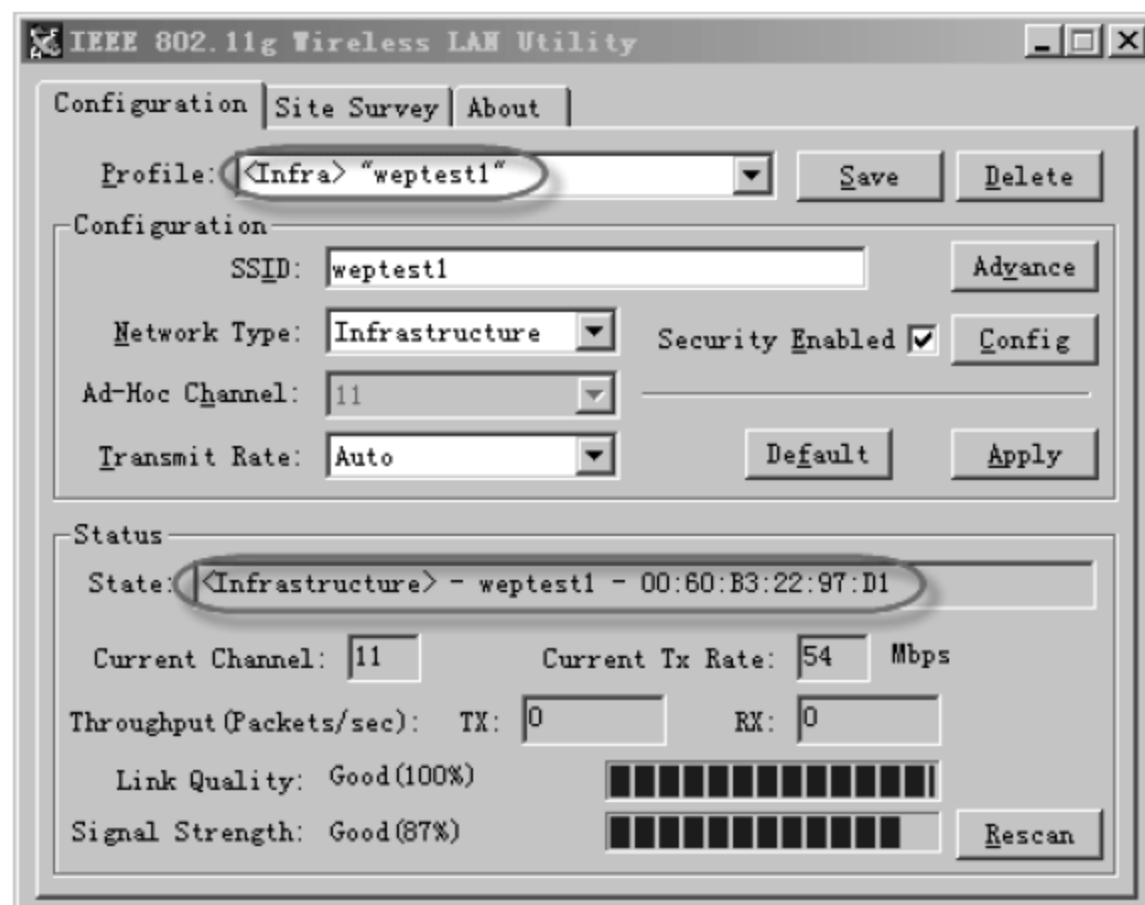 IEEE 802.11g Wireless LAN Utility
Configuration Site Survey About
Profile: <Infra> "weptest1" Save Delete
Configuration
SSID: weptest1 Advance
Network Type: Infrastructure Security Enabled Config
Ad-Hoc Channel: 11
Transmit Rate: Auto Default Apply
Status
State: <Infrastructure> - weptest1 - 00:60:B3:22:97:D1
Current Channel: 11 Current Tx Rate: 54 Mbps
Throughput(Packets/sec): TX: 0 RX: 0
Link Quality: Good(100%)
Signal Strength: Good(87%) Rescan